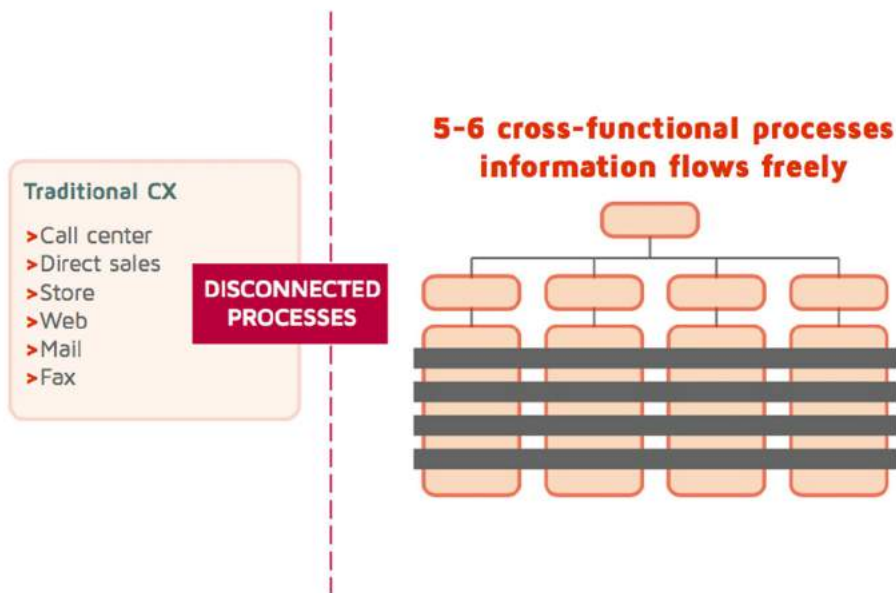 Traditional CX
>Call center
>Direct sales
>Store
>Web
>Mail
>Fax
DISCONNECTED
PROCESSES
5-6 cross-functional processes
information flows freely